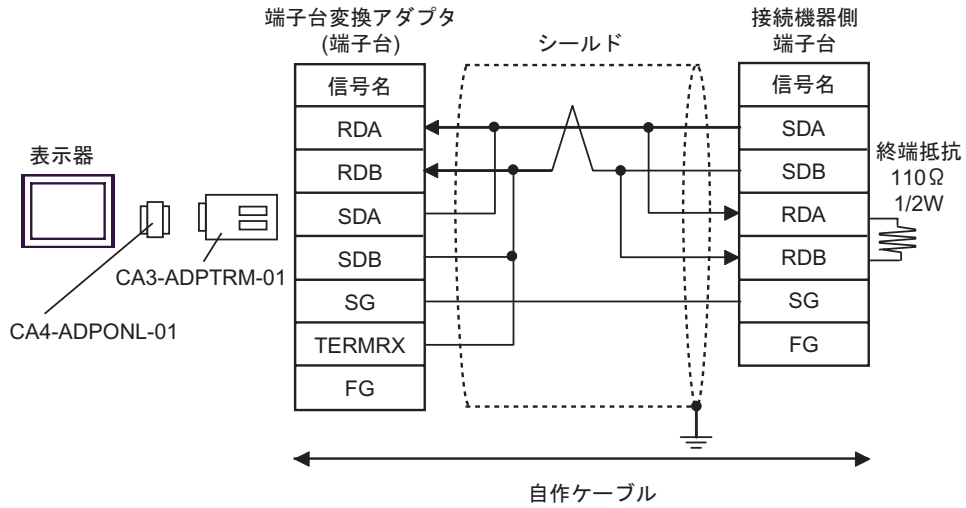 端子台変換アダプタ
(端子台)
シールド
接続機器側
端子台
信号名
RDA
RDB
SDA
SDB
SG
TERMRX
FG
信号名
SDA
SDB
RDA
RDB
SG
FG
終端抵抗
110Ω
1/2W
表示器
CA3-ADPTRM-01
CA4-ADPONL-01
自作ケーブル